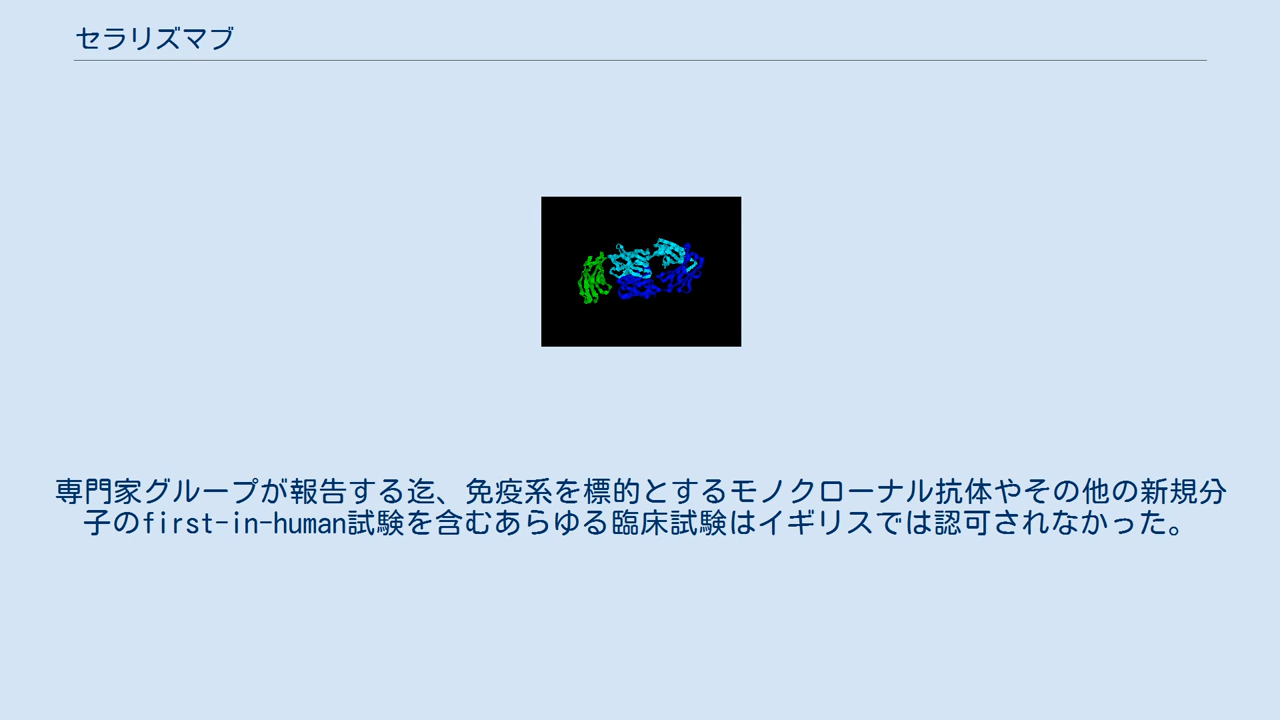 セラリズマブ
専門家グループが報告する迄、免疫系を標的とするモノクローナル抗体やその他の新規分
子のfirst-in-human試験を含むあらゆる臨床試験はイギリスでは認可されなかった。